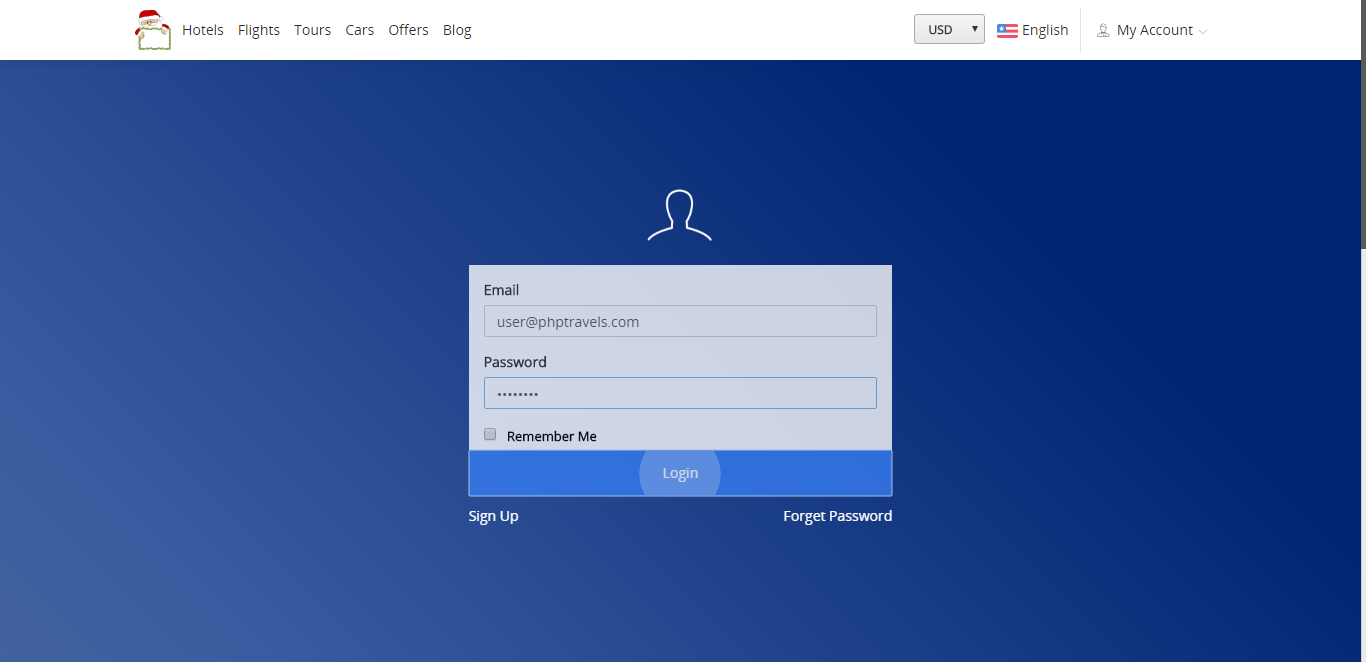 Hotels Flights Tours Cars Offers Blog USD English My Account
Email
user@phptravels.com
Password
••••••••
Remember Me
Login
Sign Up Forget Password